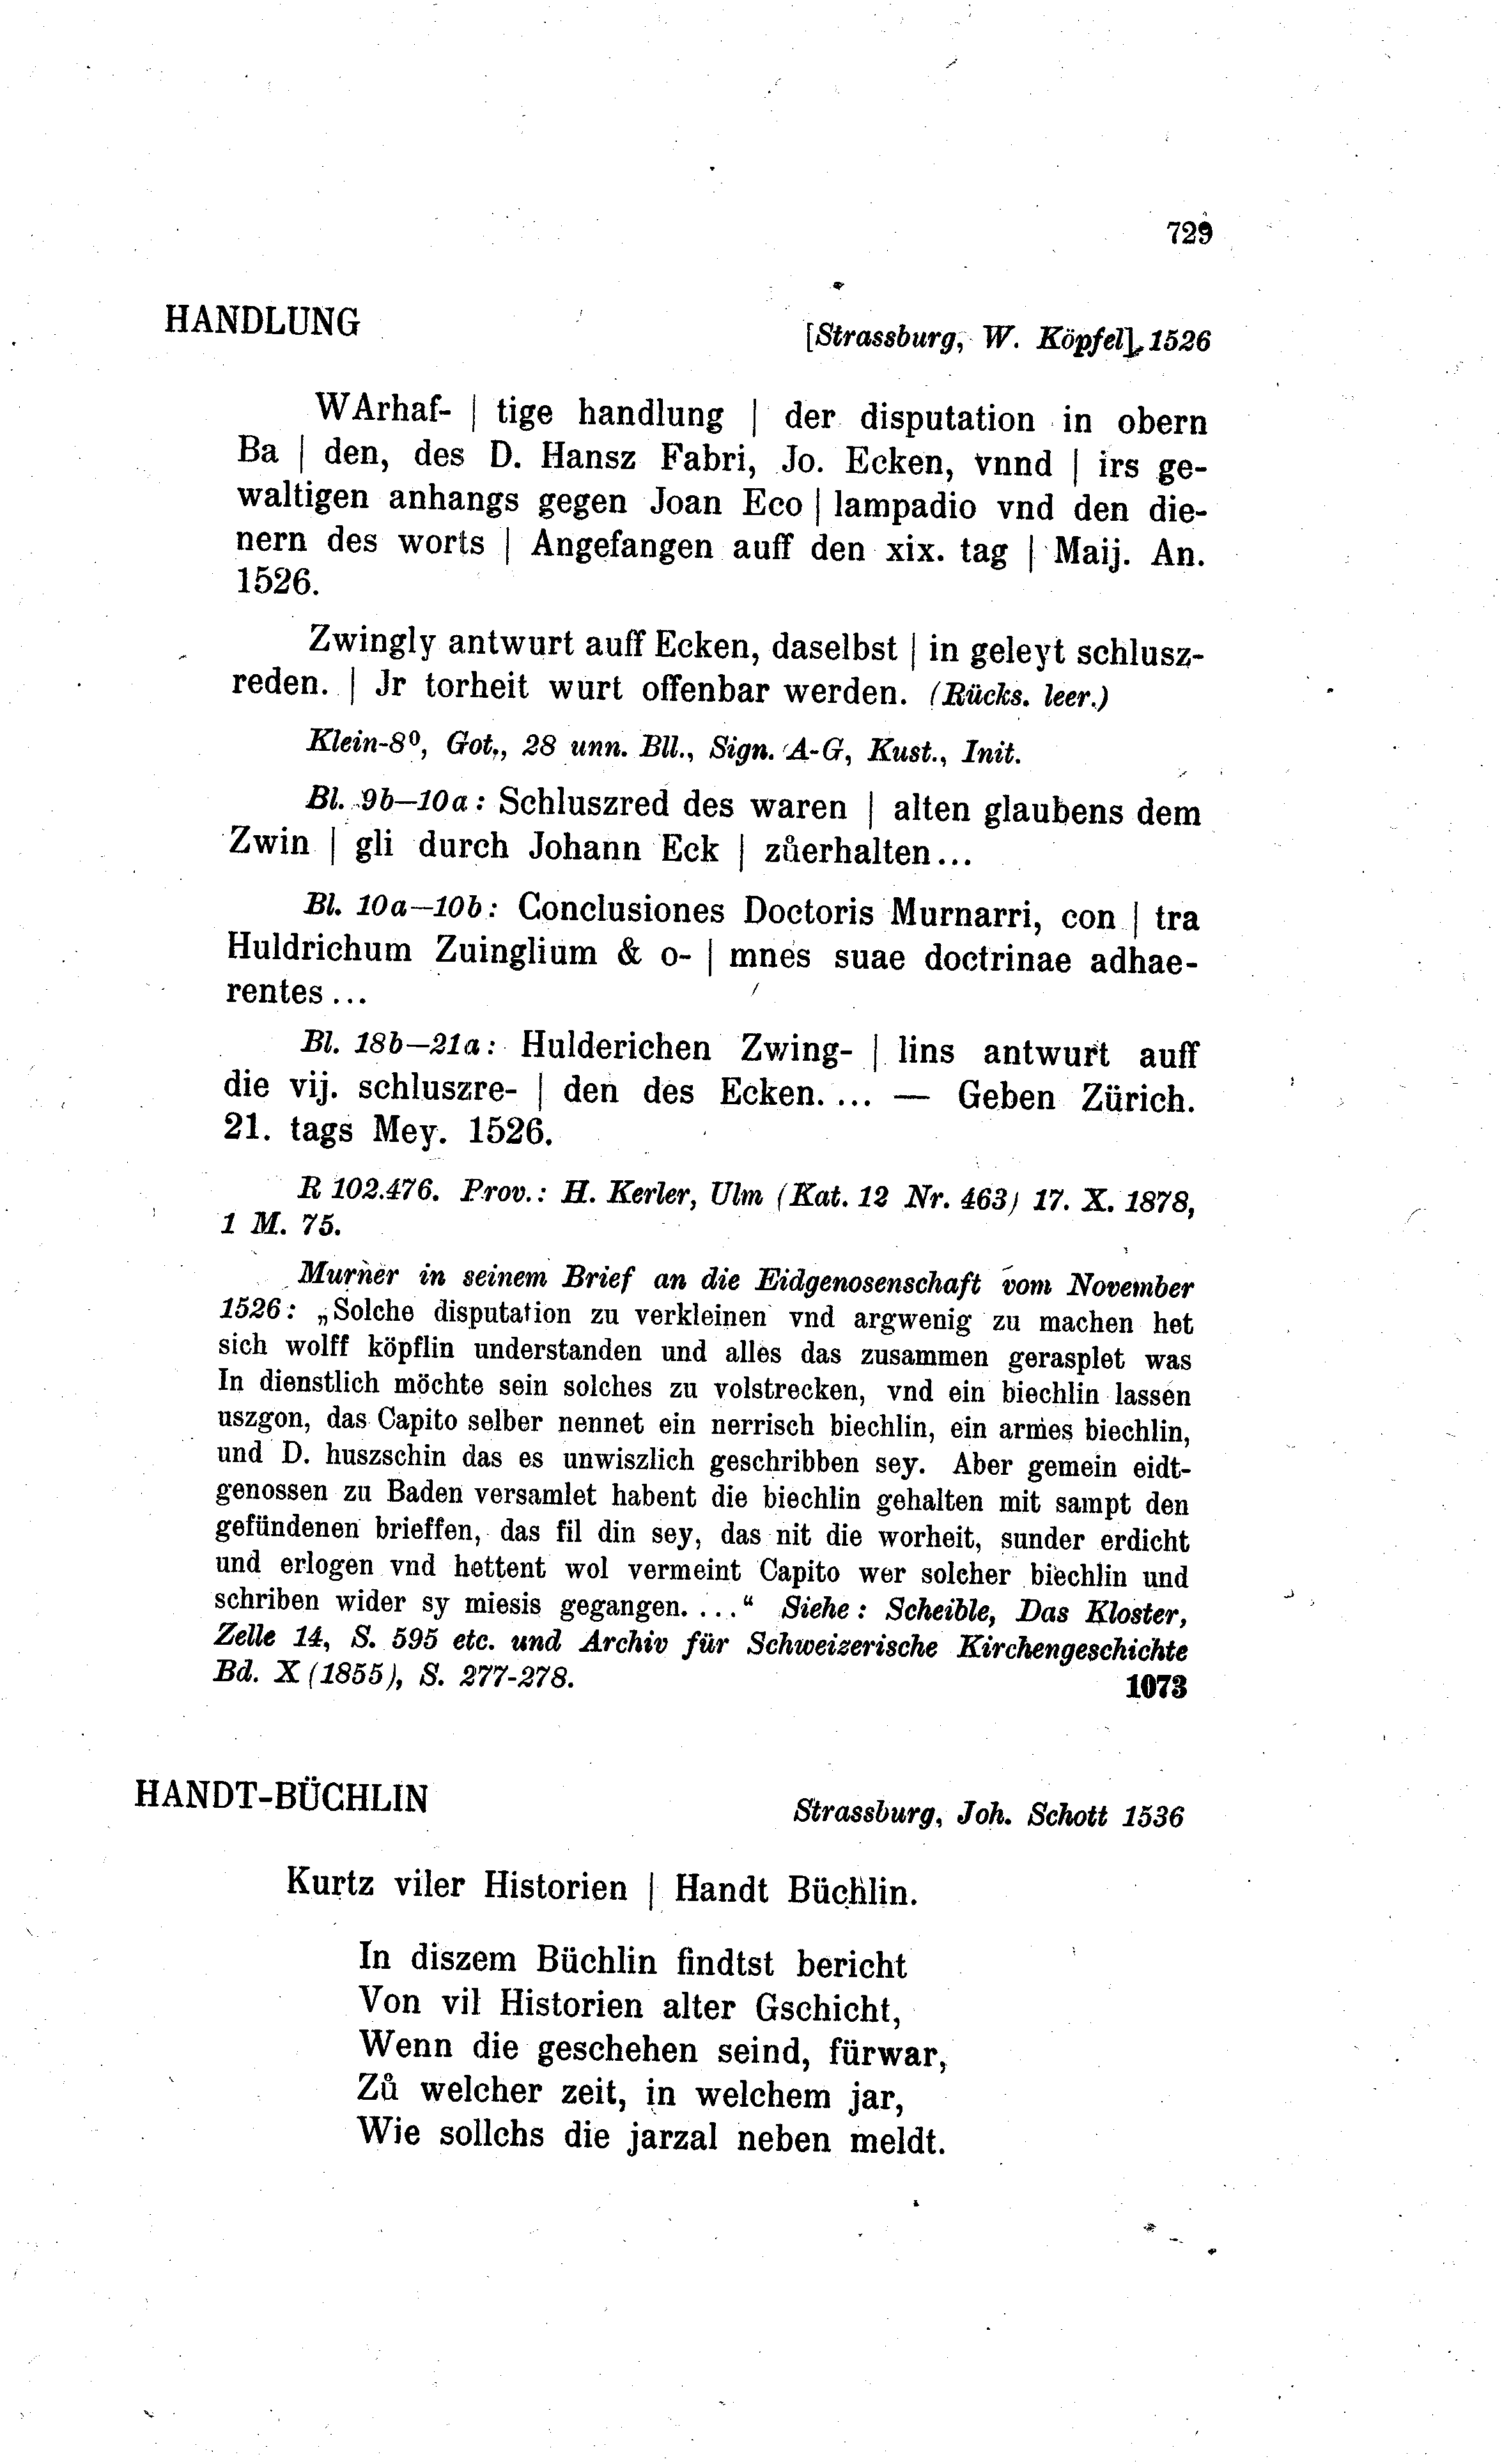 729
HANDLUNG
[Strassburg, W. Köpfel], 1526
WArhaf- | tige handlung | der disputation in obern
Ba | den, des D. Hansz Fabri, Jo. Ecken, vnnd | irs ge-
waltigen anhangs gegen Joan Eco | lampadio vnd den die-
nern des worts | Angefangen auff den xix. tag | Maij. An.
1526.
Zwingly antwurt auff Ecken, daselbst | in geleyt schlusz-
reden. | Jr torheit wurt offenbar werden. (Rücks. leer.)
Klein-8⁰, Got., 28 unn. Bll., Sign. A-G, Kust., Init.
Bl. 9b—10a: Schluszred des waren | alten glaubens dem
Zwin | gli durch Johann Eck | zůerhalten...
Bl. 10a—10b: Conclusiones Doctoris Murnarri, con | tra
Huldrichum Zuinglium & o- | mnes suae doctrinae adhae-
rentes...
Bl. 18b—21a: Hulderichen Zwing- | lins antwurt auff
die vij. schluszre- | den des Ecken. ... — Geben Zürich.
21. tags Mey. 1526.
R 102.476. Prov.: H. Kerler, Ulm (Kat. 12 Nr. 463) 17. X. 1878,
1 M. 75.
Murner in seinem Brief an die Eidgenosenschaft vom November
1526: „Solche disputation zu verkleinen vnd argwenig zu machen het
sich wolff köpflin understanden und alles das zusammen gerasplet was
In dienstlich möchte sein solches zu volstrecken, vnd ein biechlin lassen
uszgon, das Capito selber nennet ein nerrisch biechlin, ein armes biechlin,
und D. huszschin das es unwiszlich geschribben sey. Aber gemein eidt-
genossen zu Baden versamlet habent die biechlin gehalten mit sampt den
gefündenen brieffen, das fil din sey, das nit die worheit, sunder erdicht
und erlogen vnd hettent wol vermeint Capito wer solcher biechlin und
schriben wider sy miesis gegangen. ...“ Siehe: Scheible, Das Kloster,
Zelle 14, S. 595 etc. und Archiv für Schweizerische Kirchengeschichte
Bd. X (1855), S. 277-278.
1073
HANDT-BÜCHLIN
Strassburg, Joh. Schott 1536
Kurtz viler Historien | Handt Büchlin.
In diszem Büchlin findtst bericht
Von vil Historien alter Gschicht,
Wenn die geschehen seind, fürwar,
Zů welcher zeit, in welchem jar,
Wie sollchs die jarzal neben meldt.